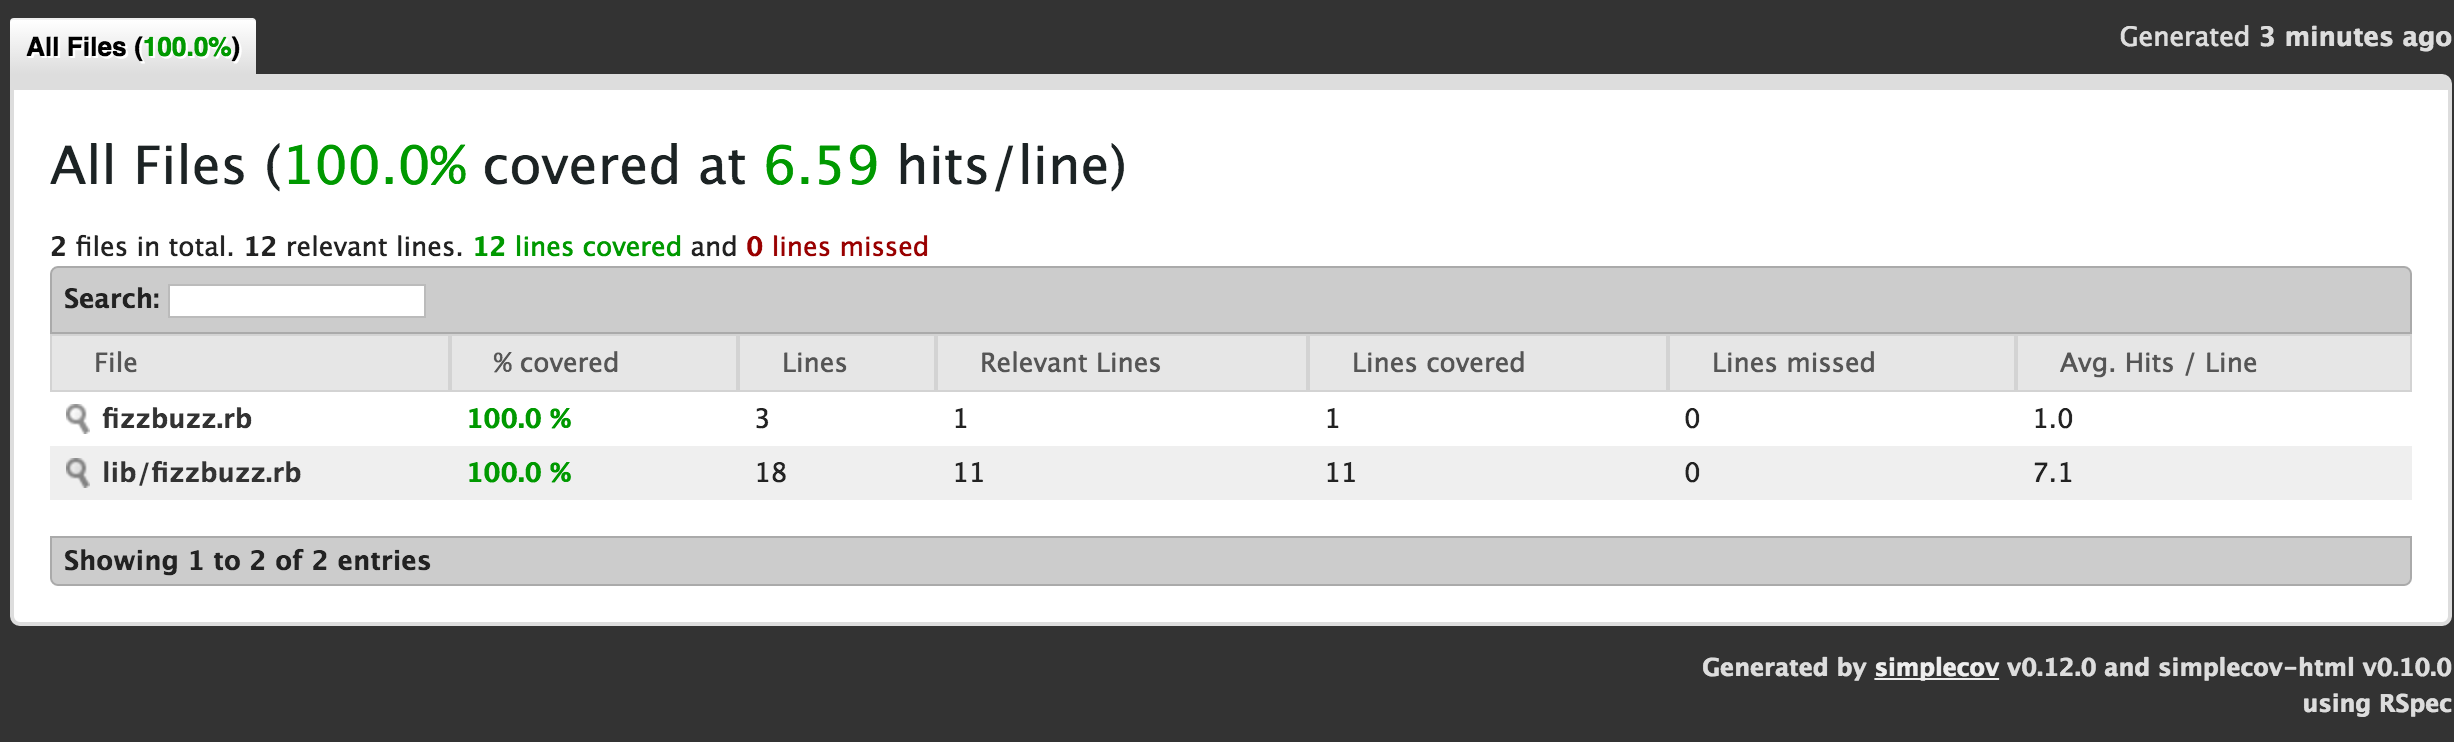 All Files (100.0%)
Generated 3 minutes ago
All Files (100.0% covered at 6.59 hits/line)
2 files in total. 12 relevant lines. 12 lines covered and 0 lines missed
Search:
File % covered Lines Relevant Lines Lines covered Lines missed Avg. Hits / Line
fizzbuzz.rb 100.0 % 3 1 1 0 1.0
lib/fizzbuzz.rb 100.0 % 18 11 11 0 7.1
Showing 1 to 2 of 2 entries
Generated by simplecov v0.12.0 and simplecov-html v0.10.0
using RSpec